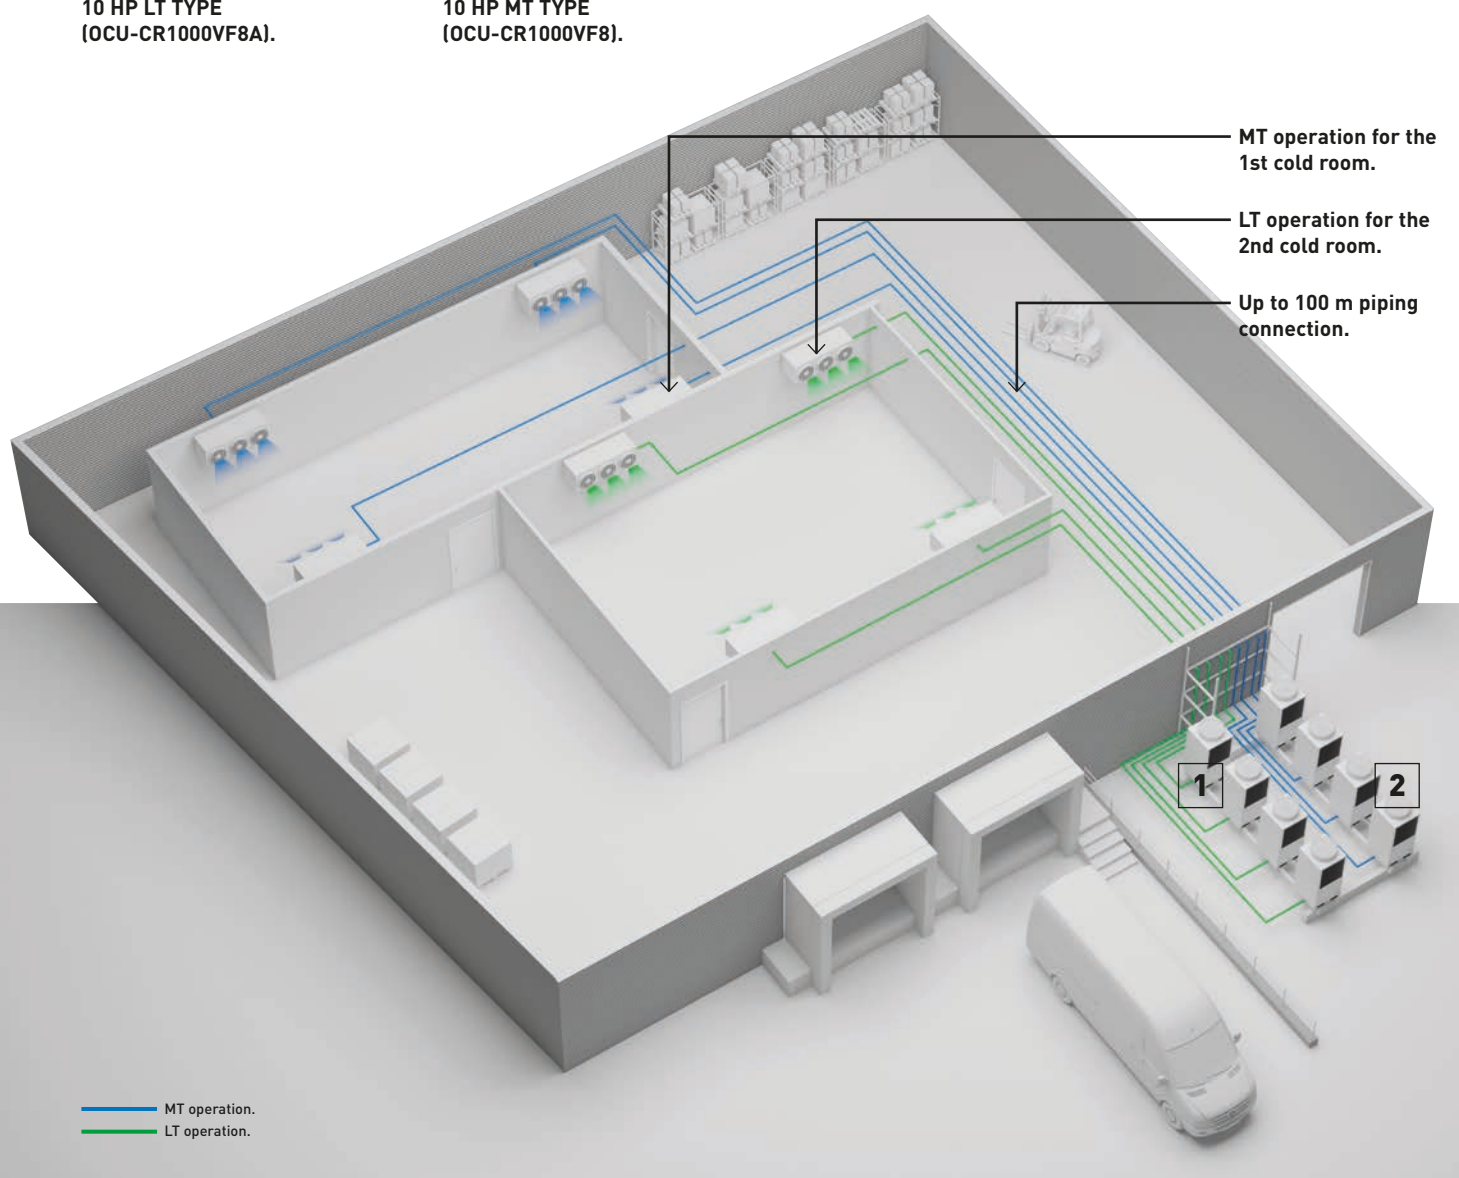 10 HP LT TYPE
(OCU-CR1000VF8A).
10 HP MT TYPE
(OCU-CR1000VF8).
MT operation for the
1st cold room.
LT operation for the
2nd cold room.
Up to 100 m piping
connection.
1
2
MT operation.
LT operation.